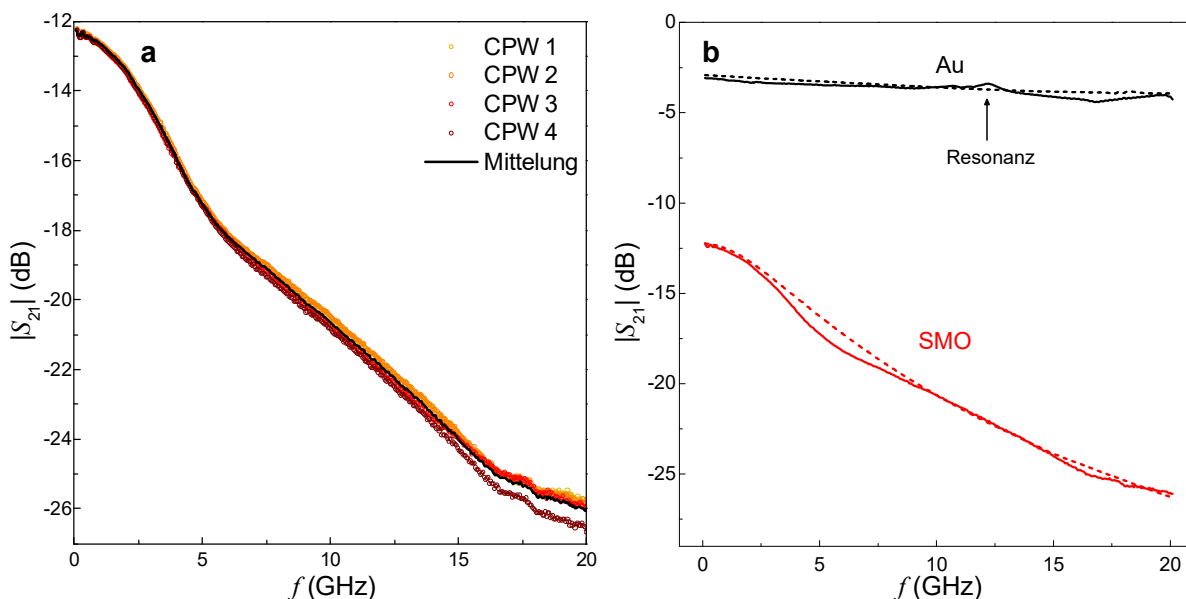 a
CPW 1
CPW 2
CPW 3
CPW 4
Mittelung
-12
-14
-16
-18
-20
-22
-24
-26
|S21| (dB)
0
5
10
15
20
f (GHz)
b
Au
Resonanz
SMO
0
-5
-10
-15
-20
-25
|S21| (dB)
0
5
10
15
20
f (GHz)